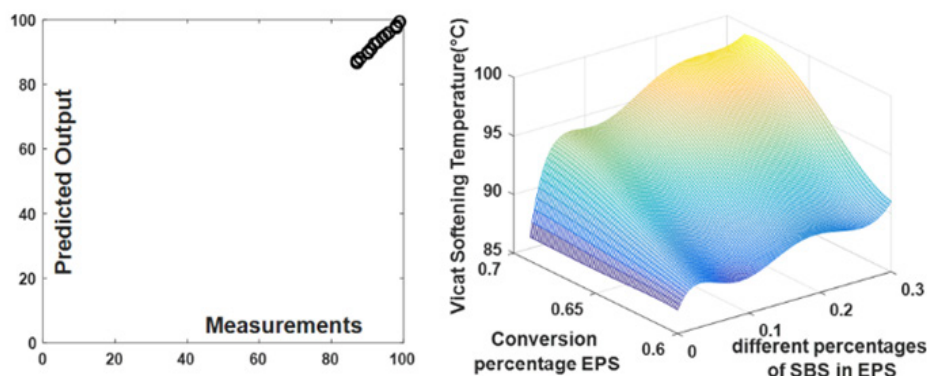 100
80
60
40
20
0
Predicted Output
Measurements
0 20 40 60 80 100
Vicat Softening Temperature(°C)
100
95
90
85
0.7
0.65
0.6
Conversion
percentage EPS
0
0.1
0.2
0.3
different percentages
of SBS in EPS